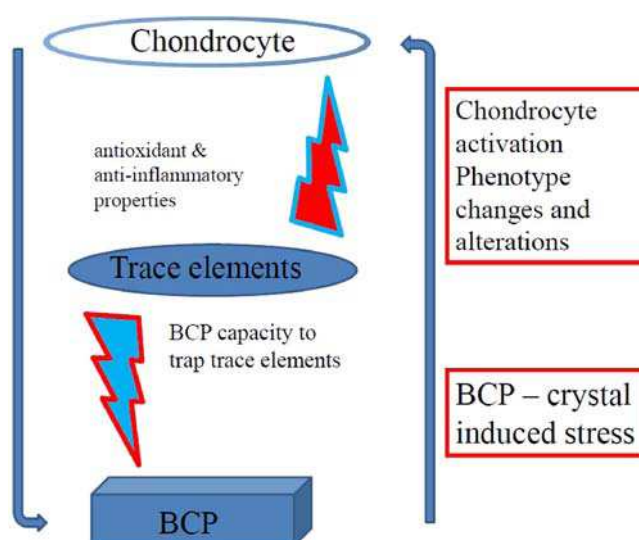 Chondrocyte
antioxidant &
anti-inflammatory
properties
Chondrocyte
activation
Phenotype
changes and
alterations
Trace elements
BCP capacity to
trap trace elements
BCP – crystal
induced stress
BCP